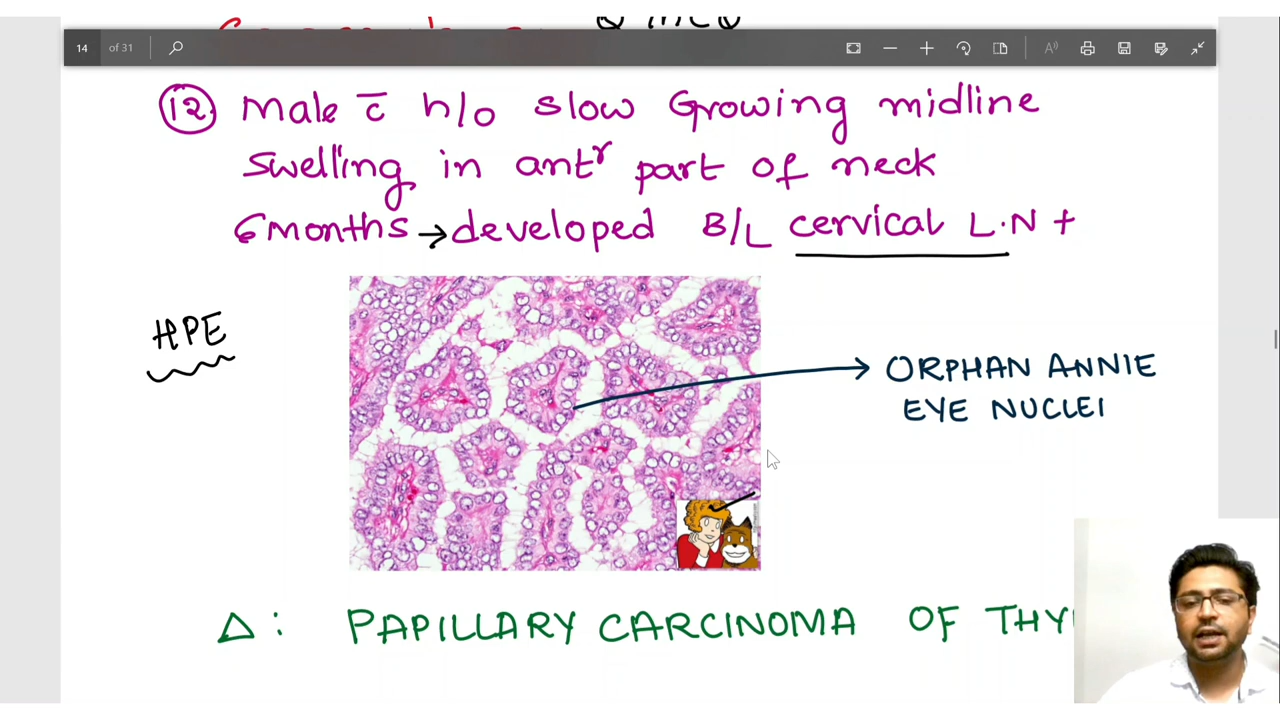 14 of 31
⑫ Male c̅ h/o slow Growing midline
swelling in antʳ part of neck
6months → developed B/L cervical L.N +
HPE
→ ORPHAN ANNIE
EYE NUCLEI
Δ: PAPILLARY CARCINOMA OF THY